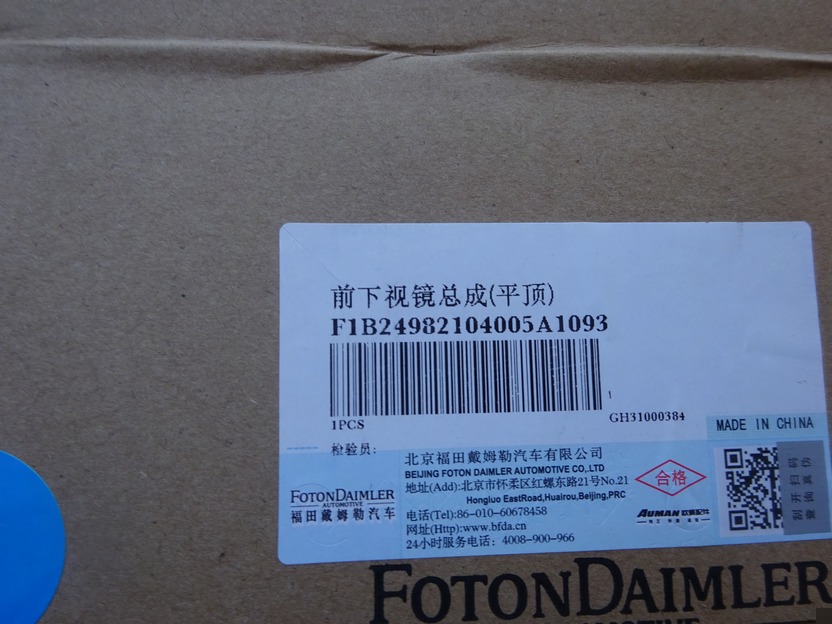 前下视镜总成(平顶)
F1B24982104005A1093
1PCS
GH31000384
MADE IN CHINA
检验员:
北京福田戴姆勒汽车有限公司
BEIJING FOTON DAIMLER AUTOMOTIVE CO.,LTD
地址(Add):北京市怀柔区红螺东路21号No.21
Hongluo EastRoad,Huairou,Beijing,PRC
电话(Tel):86-010-60678458
网址(Http):www.bfda.cn
24小时服务电话: 4008-900-966
FOTONDAIMLER
AUTOMOTIVE
福田戴姆勒汽车
合格
AUMAN 欧曼配件
FOTONDAIMLER